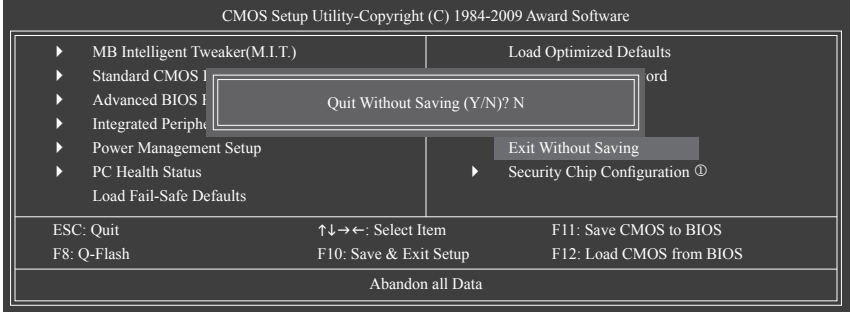 CMOS Setup Utility-Copyright (C) 1984-2009 Award Software
MB Intelligent Tweaker(M.I.T.)
Standard CMOS
Advanced BIOS
Integrated
Power Management Setup
PC Health Status
Load Fail-Safe Defaults
Load Optimized Defaults
Quit Without Saving (Y/N)? N
Exit Without Saving
Security Chip Configuration ①
ESC: Quit ↑↓→←: Select Item F11: Save CMOS to BIOS
F8: Q-Flash F10: Save & Exit Setup F12: Load CMOS from BIOS
Abandon all Data